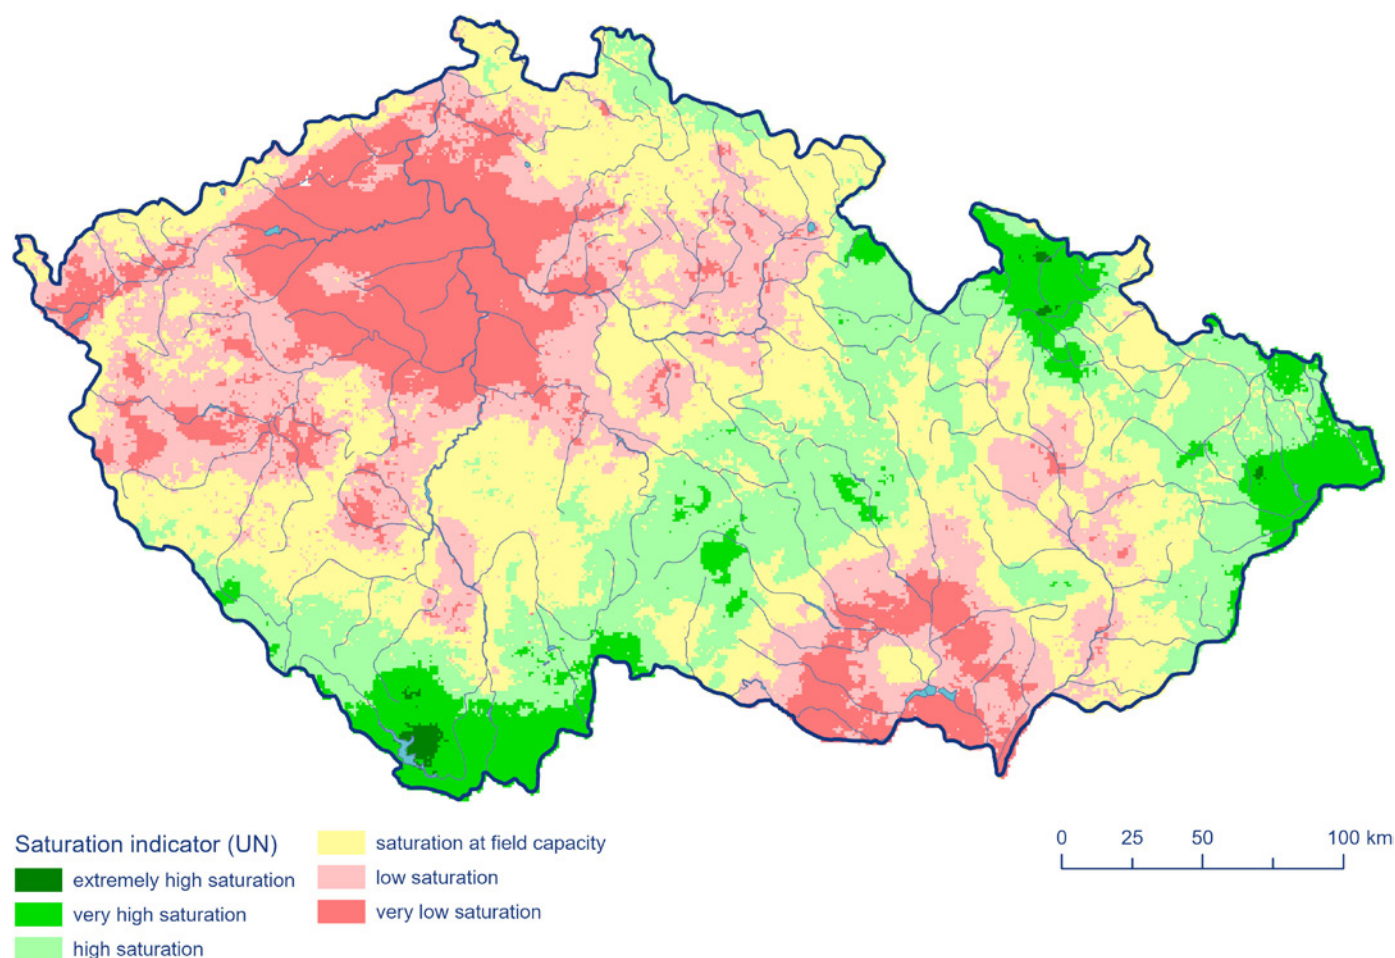 Saturation indicator (UN)
extremely high saturation
very high saturation
high saturation
saturation at field capacity
low saturation
very low saturation
0 25 50 100 km